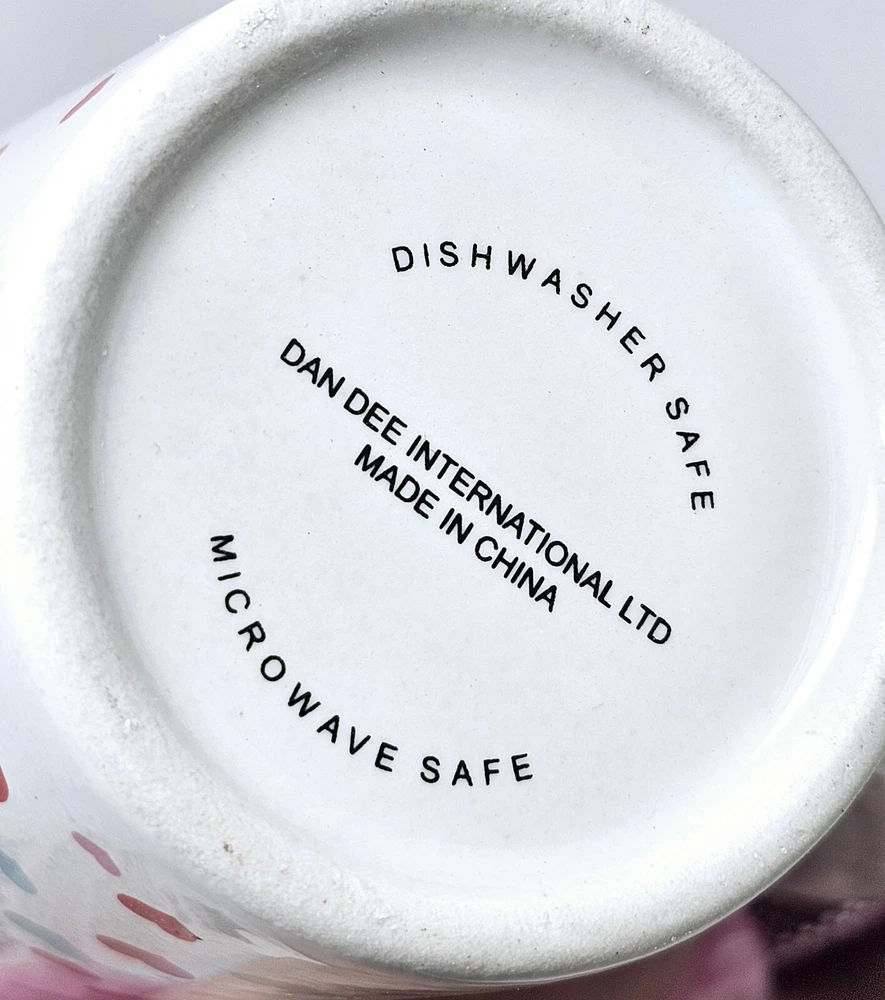 DISHWASHER SAFE
DAN DEE INTERNATIONAL LTD
MADE IN CHINA
MICROWAVE SAFE